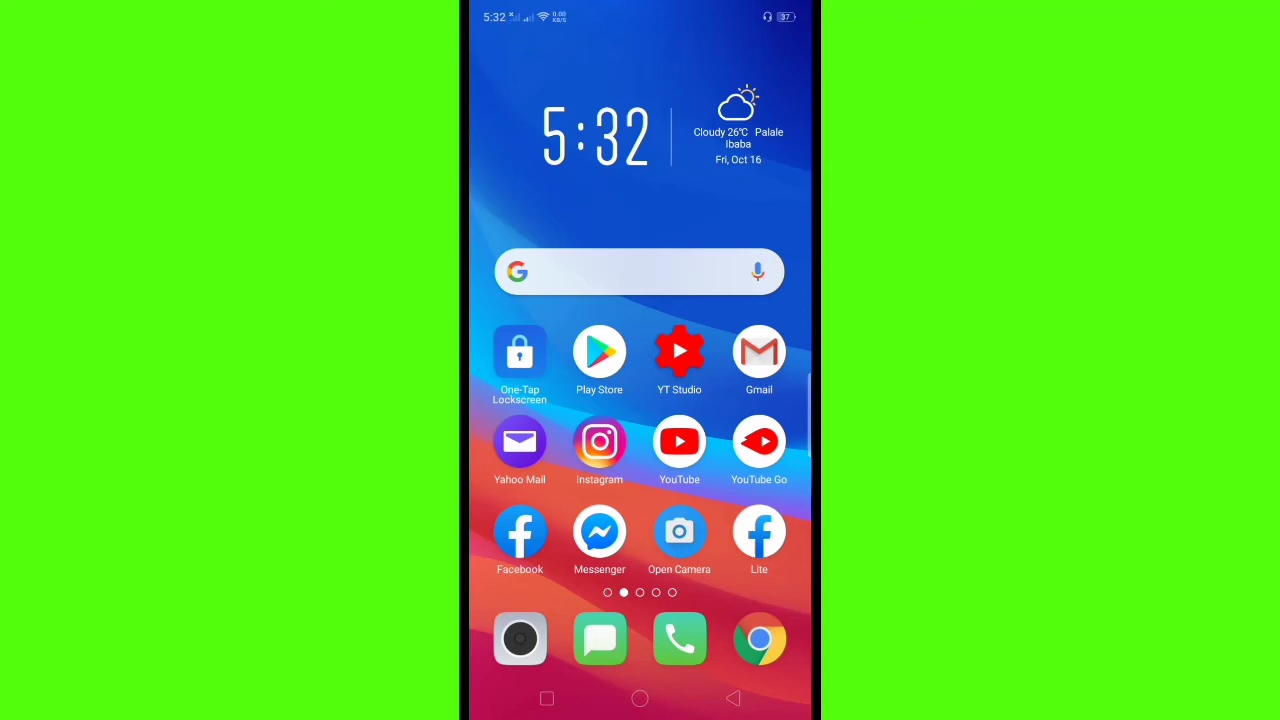 5:32 0.00 KB/S 37
5:32
Cloudy 26℃ Palale
Ibaba
Fri, Oct 16
One-Tap
Lockscreen
Play Store
YT Studio
Gmail
Yahoo Mail
Instagram
YouTube
YouTube Go
Facebook
Messenger
Open Camera
Lite